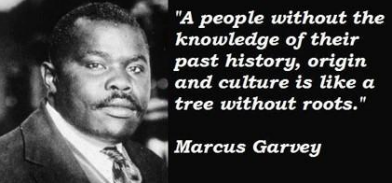 "A people without the
knowledge of their
past history, origin
and culture is like a
tree without roots."
Marcus Garvey